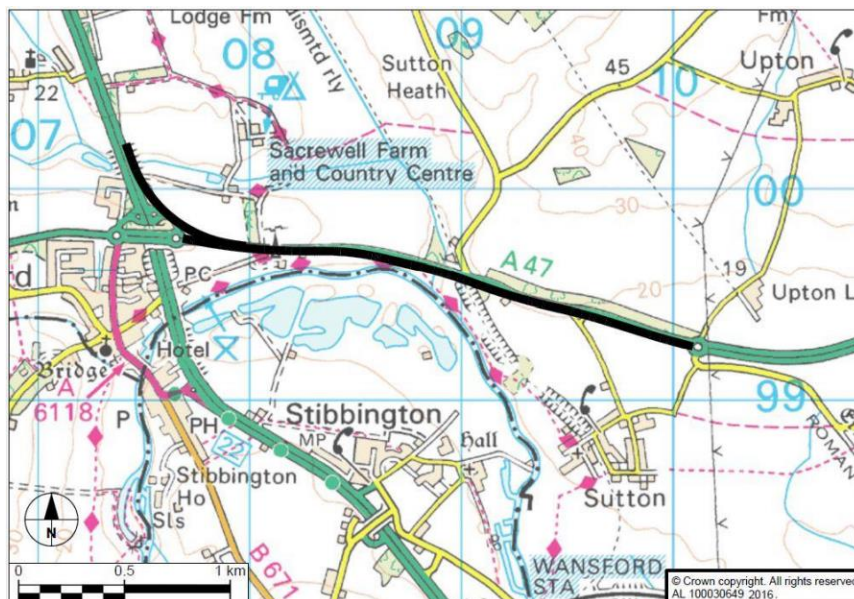 Lodge Fm
08
dismtd rly
09
Sutton
Heath
45
10
Fm
Upton
22
07
Sacrewell Farm
and Country Centre
40
30
00
n
d
PC
A47
20
19
Upton L
Hotel
Bridge
A
6118
P
PH
22
Stibbington
MP
Hall
99
ROMAN
Stibbington
Ho
Sls
Sutton
N
B 671
WANSFORD
STA
0 0.5 1 km
© Crown copyright. All rights reserved
AL 100030649 2016.